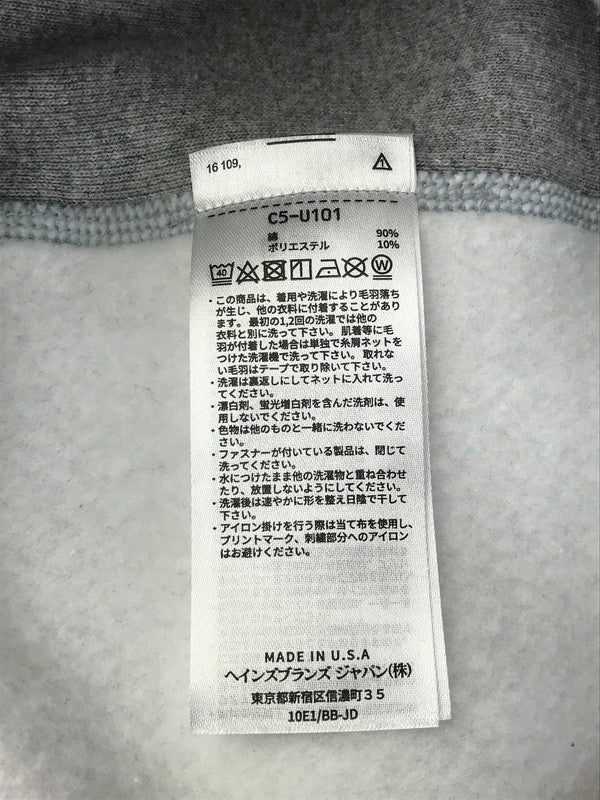 16 109,
C5-U101
綿 90%
ポリエステル 10%
40 W
・この商品は、着用や洗濯により毛羽落ち
が生じ、他の衣料に付着することがあり
ます。最初の1,2回の洗濯では他の
衣料と別に洗って下さい。肌着等に毛
羽が付着した場合は単独で糸屑ネットを
つけた洗濯機で洗って下さい。取れな
い毛羽はテープで取り除いて下さい。
・洗濯は裏返しにしてネットに入れて洗っ
てください。
・漂白剤、蛍光増白剤を含んだ洗剤は、使
用しないでください。
・色物は他のものと一緒に洗わないでくだ
さい。
・ファスナーが付いている製品は、閉じて
洗ってください。
・水につけたまま他の洗濯物と重ね合わせ
たり、放置しないようにしてください。
・洗濯後は速やかに形を整え日陰で干して
下さい。
・アイロン掛けを行う際は当て布を使用し、
プリントマーク、刺繍部分へのアイロン
はお避けください。
MADE IN U.S.A
ヘインズブランズ ジャパン(株)
東京都新宿区信濃町35
10E1/BB-JD